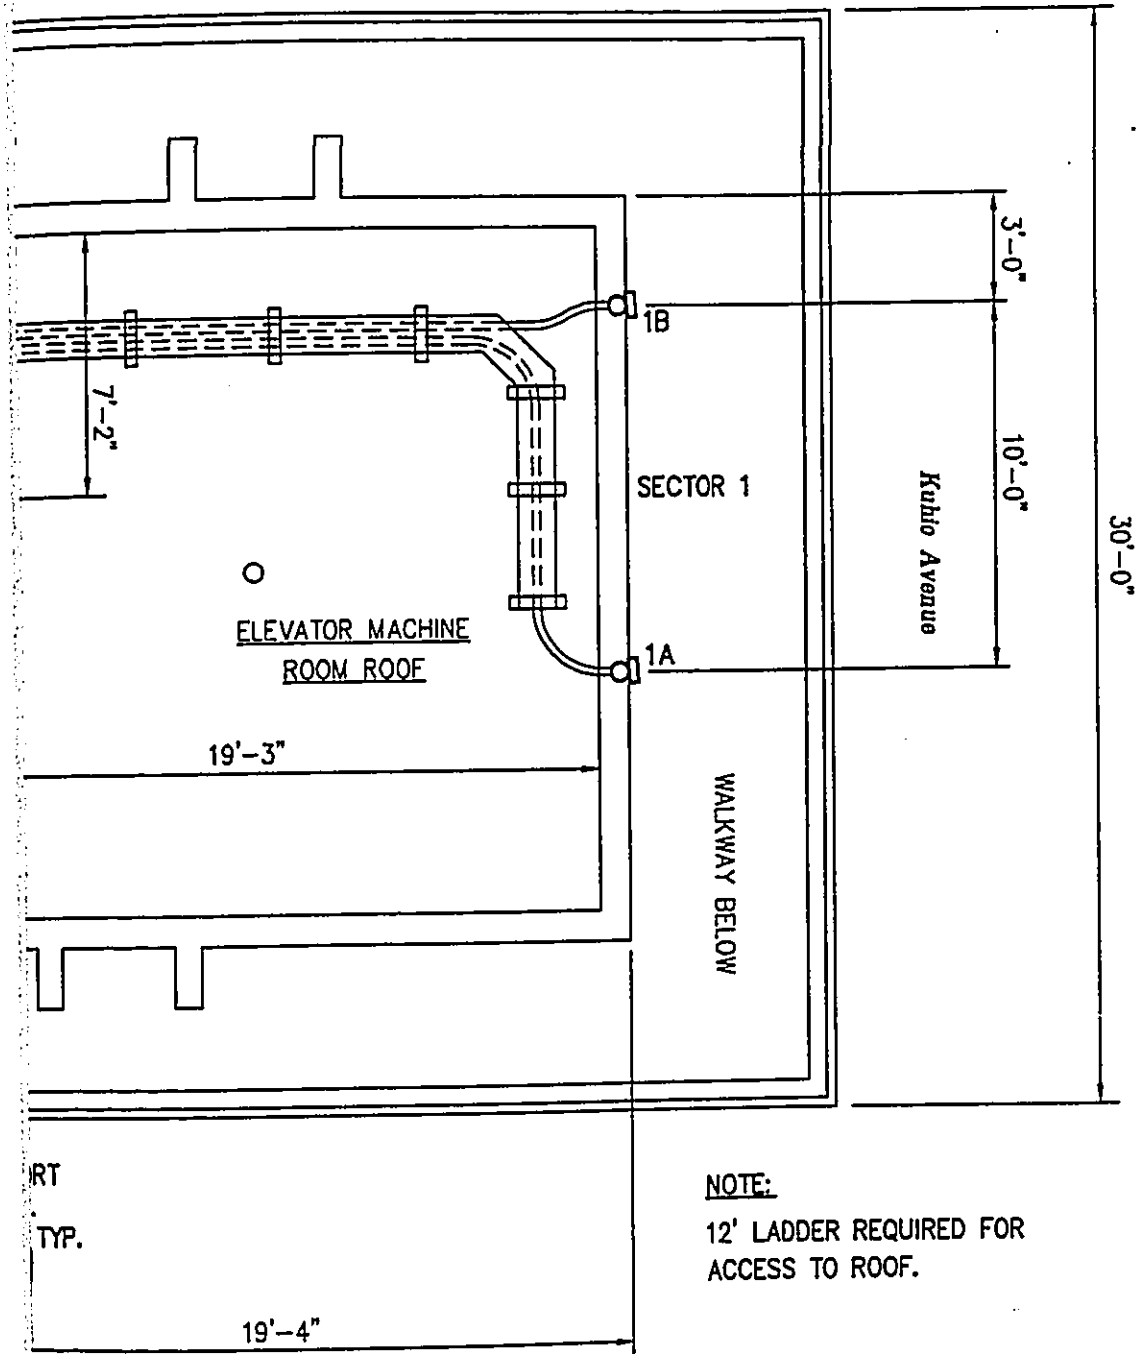 3'-0"
1B
7'-2"
10'-0"
SECTOR 1
Kuhio Avenue
30'-0"
ELEVATOR MACHINE
ROOM ROOF
1A
19'-3"
WALKWAY BELOW
RT
TYP.
NOTE:
12' LADDER REQUIRED FOR
ACCESS TO ROOF.
19'-4"